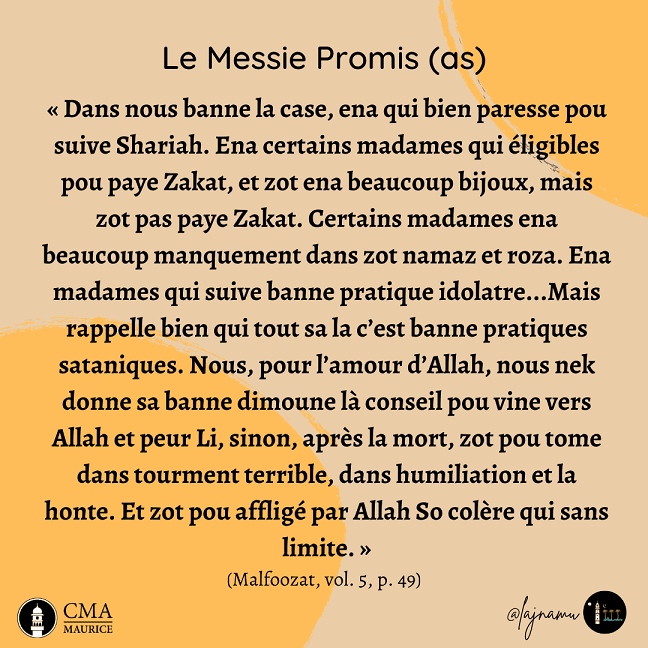 Le Messie Promis (as)
« Dans nous banne la case, ena qui bien paresse pou
suive Shariah. Ena certains madames qui éligibles
pou paye Zakat, et zot ena beaucoup bijoux, mais
zot pas paye Zakat. Certains madames ena
beaucoup manquement dans zot namaz et roza. Ena
madames qui suive banne pratique idolatre...Mais
rappelle bien qui tout sa la c’est banne pratiques
sataniques. Nous, pour l’amour d’Allah, nous nek
donne sa banne dimoune là conseil pou vine vers
Allah et peur Li, sinon, après la mort, zot pou tome
dans tourment terrible, dans humiliation et la
honte. Et zot pou affligé par Allah So colère qui sans
limite. »
(Malfoozat, vol. 5, p. 49)
CMA
MAURICE
@lajnamu